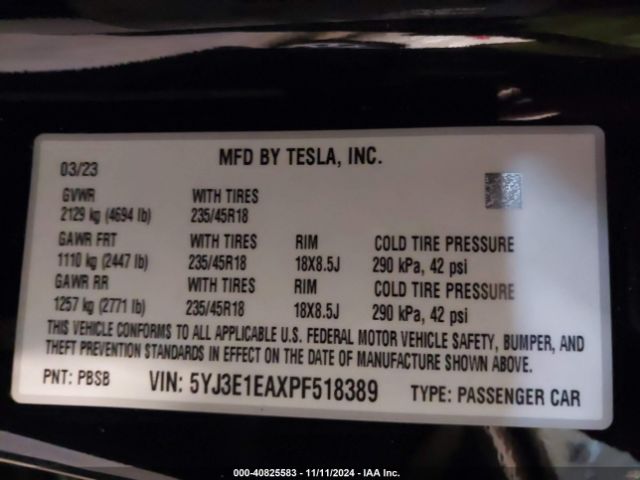 MFD BY TESLA, INC.
03/23
GVWR WITH TIRES
2129 kg (4694 lb) 235/45R18
GAWR FRT WITH TIRES RIM COLD TIRE PRESSURE
1110 kg (2447 lb) 235/45R18 18X8.5J 290 kPa, 42 psi
GAWR RR WITH TIRES RIM COLD TIRE PRESSURE
1257 kg (2771 lb) 235/45R18 18X8.5J 290 kPa, 42 psi
THIS VEHICLE CONFORMS TO ALL APPLICABLE U.S. FEDERAL MOTOR VEHICLE SAFETY, BUMPER, AND
THEFT PREVENTION STANDARDS IN EFFECT ON THE DATE OF MANUFACTURE SHOWN ABOVE.
PNT: PBSB VIN: 5YJ3E1EAXPF518389 TYPE: PASSENGER CAR
000-40825583 - 11/11/2024 - IAA Inc.